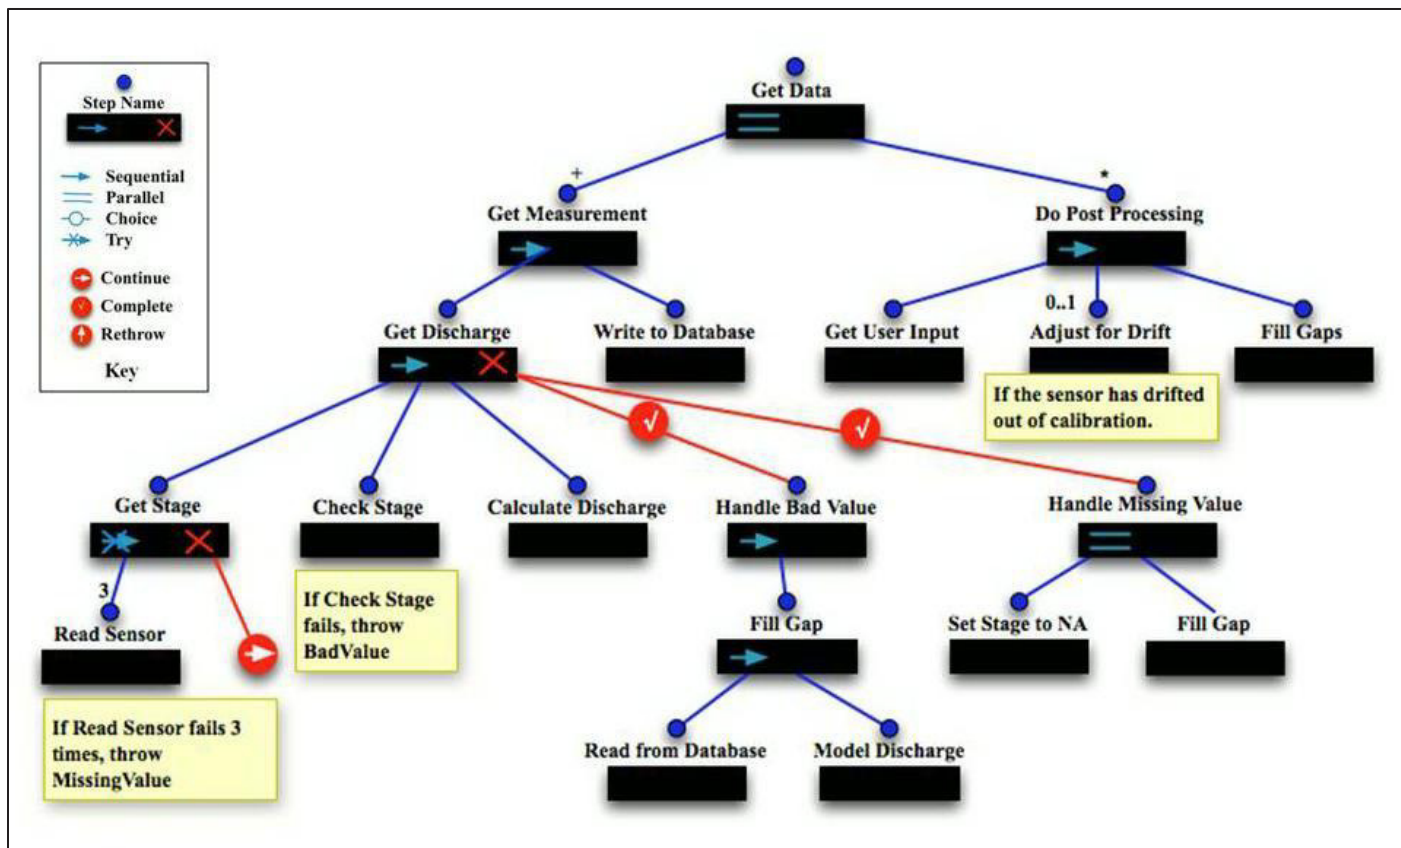 Step Name
Sequential
Parallel
Choice
Try
Continue
Complete
Rethrow
Key
Get Data
+
*
Get Measurement
Do Post Processing
0..1
Get Discharge
Write to Database
Get User Input
Adjust for Drift
Fill Gaps
If the sensor has drifted
out of calibration.
√
√
Get Stage
Check Stage
Calculate Discharge
Handle Bad Value
Handle Missing Value
3
If Check Stage
fails, throw
BadValue
Read Sensor
Fill Gap
Set Stage to NA
Fill Gap
If Read Sensor fails 3
times, throw
MissingValue
Read from Database
Model Discharge